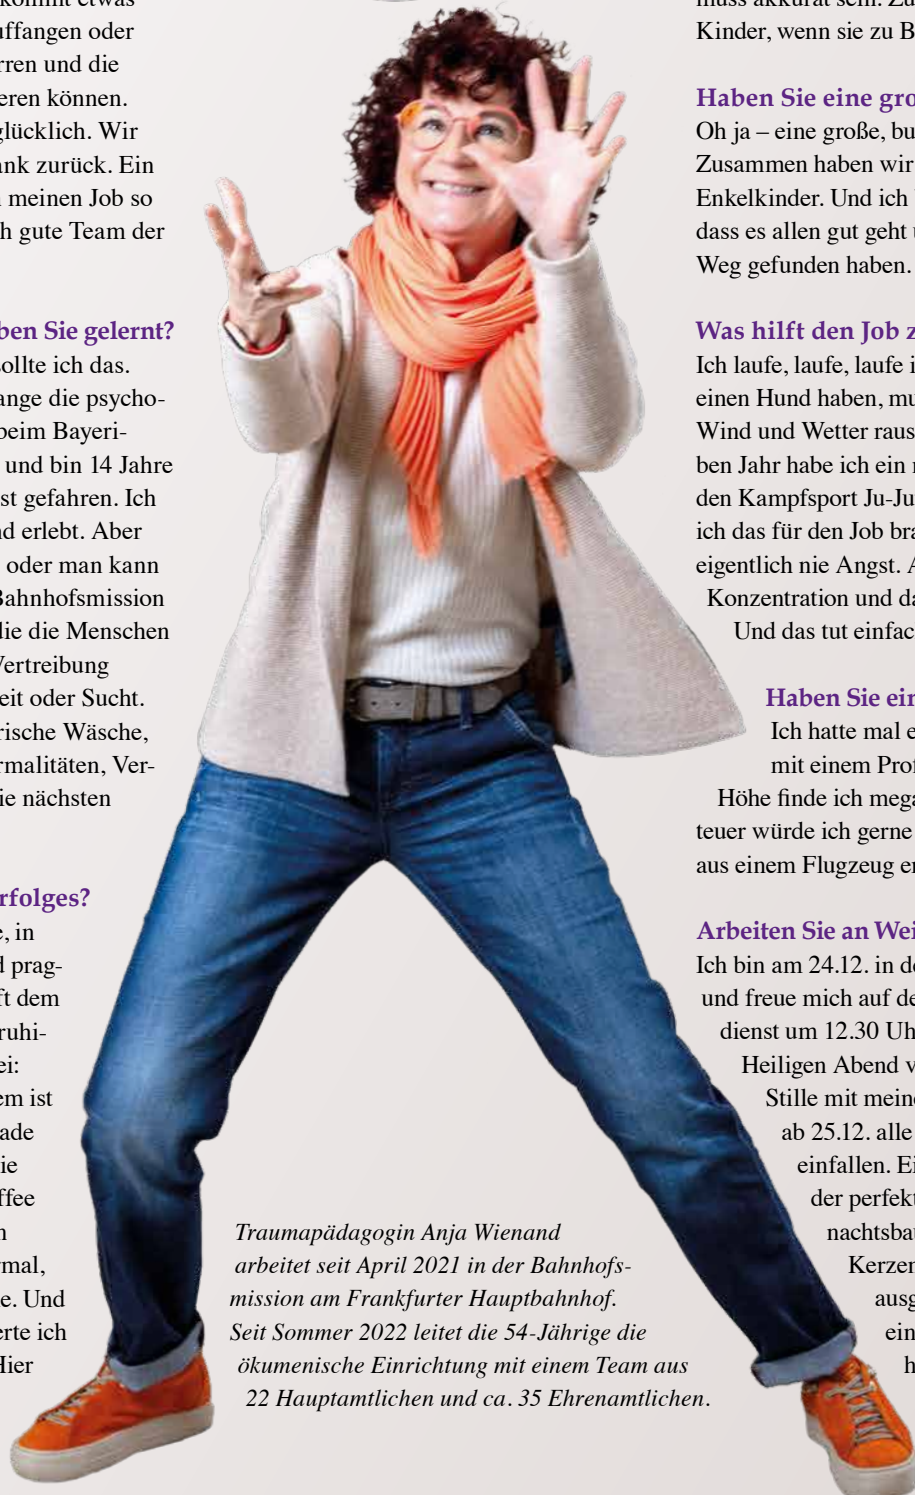 kommt etwas
uffangen oder
rren und die
eren können.
glücklich. Wir
ank zurück. Ein
meinen Job so
h gute Team der
ben Sie gelernt?
ollte ich das.
ange die psycho-
beim Bayeri-
und bin 14 Jahre
st gefahren. Ich
nd erlebt. Aber
oder man kann
Bahnhofsmission
die die Menschen
Vertreibung
eit oder Sucht.
rische Wäsche,
rmalitäten, Ver-
ie nächsten
rfolges?
e, in
d prag-
ft dem
ruhi-
ei:
em ist
ade
ie
ffee
n
rmal,
e. Und
erte ich
Hier
Traumapädagogin Anja Wienand
arbeitet seit April 2021 in der Bahnhofs-
mission am Frankfurter Hauptbahnhof.
Seit Sommer 2022 leitet die 54-Jährige die
ökumenische Einrichtung mit einem Team aus
22 Hauptamtlichen und ca. 35 Ehrenamtlichen.
muss akkurat sein. Zu
Kinder, wenn sie zu B
Haben Sie eine gro
Oh ja – eine große, bu
Zusammen haben wir
Enkelkinder. Und ich
dass es allen gut geht u
Weg gefunden haben.
Was hilft den Job z
Ich laufe, laufe, laufe i
einen Hund haben, mu
Wind und Wetter raus
ben Jahr habe ich ein n
den Kampfsport Ju-Ju
ich das für den Job bra
eigentlich nie Angst. A
Konzentration und da
Und das tut einfac
Haben Sie ein
Ich hatte mal e
mit einem Prof
Höhe finde ich mega
teuer würde ich gerne
aus einem Flugzeug er
Arbeiten Sie an Wei
Ich bin am 24.12. in de
und freue mich auf de
dienst um 12.30 Uh
Heiligen Abend v
Stille mit meine
ab 25.12. alle
einfallen. Ei
der perfekt
nachtsbau
Kerzen
ausg
ein
h